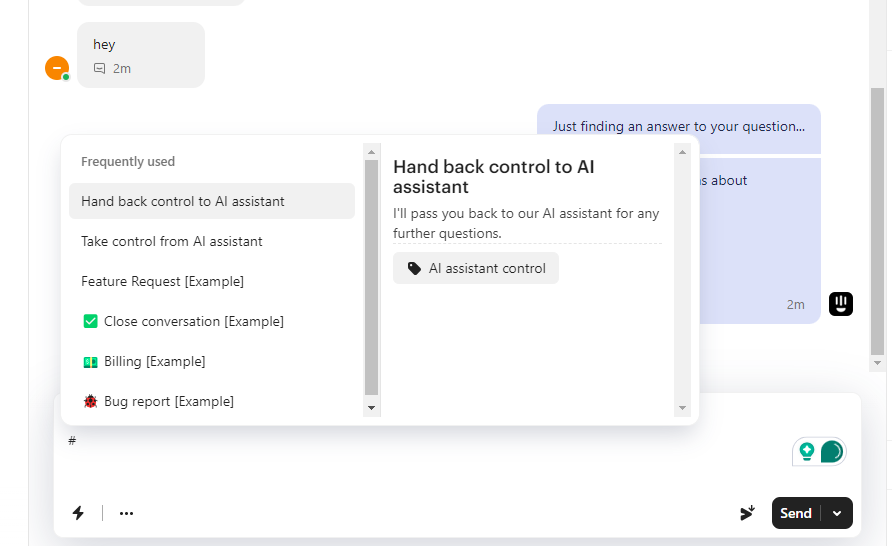 hey
2m
Just finding an answer to your question...
s about
2m
Frequently used
Hand back control to AI assistant
Take control from AI assistant
Feature Request [Example]
✅ Close conversation [Example]
💵 Billing [Example]
🐞 Bug report [Example]
Hand back control to AI
assistant
I'll pass you back to our AI assistant for any
further questions.
AI assistant control
#
Send